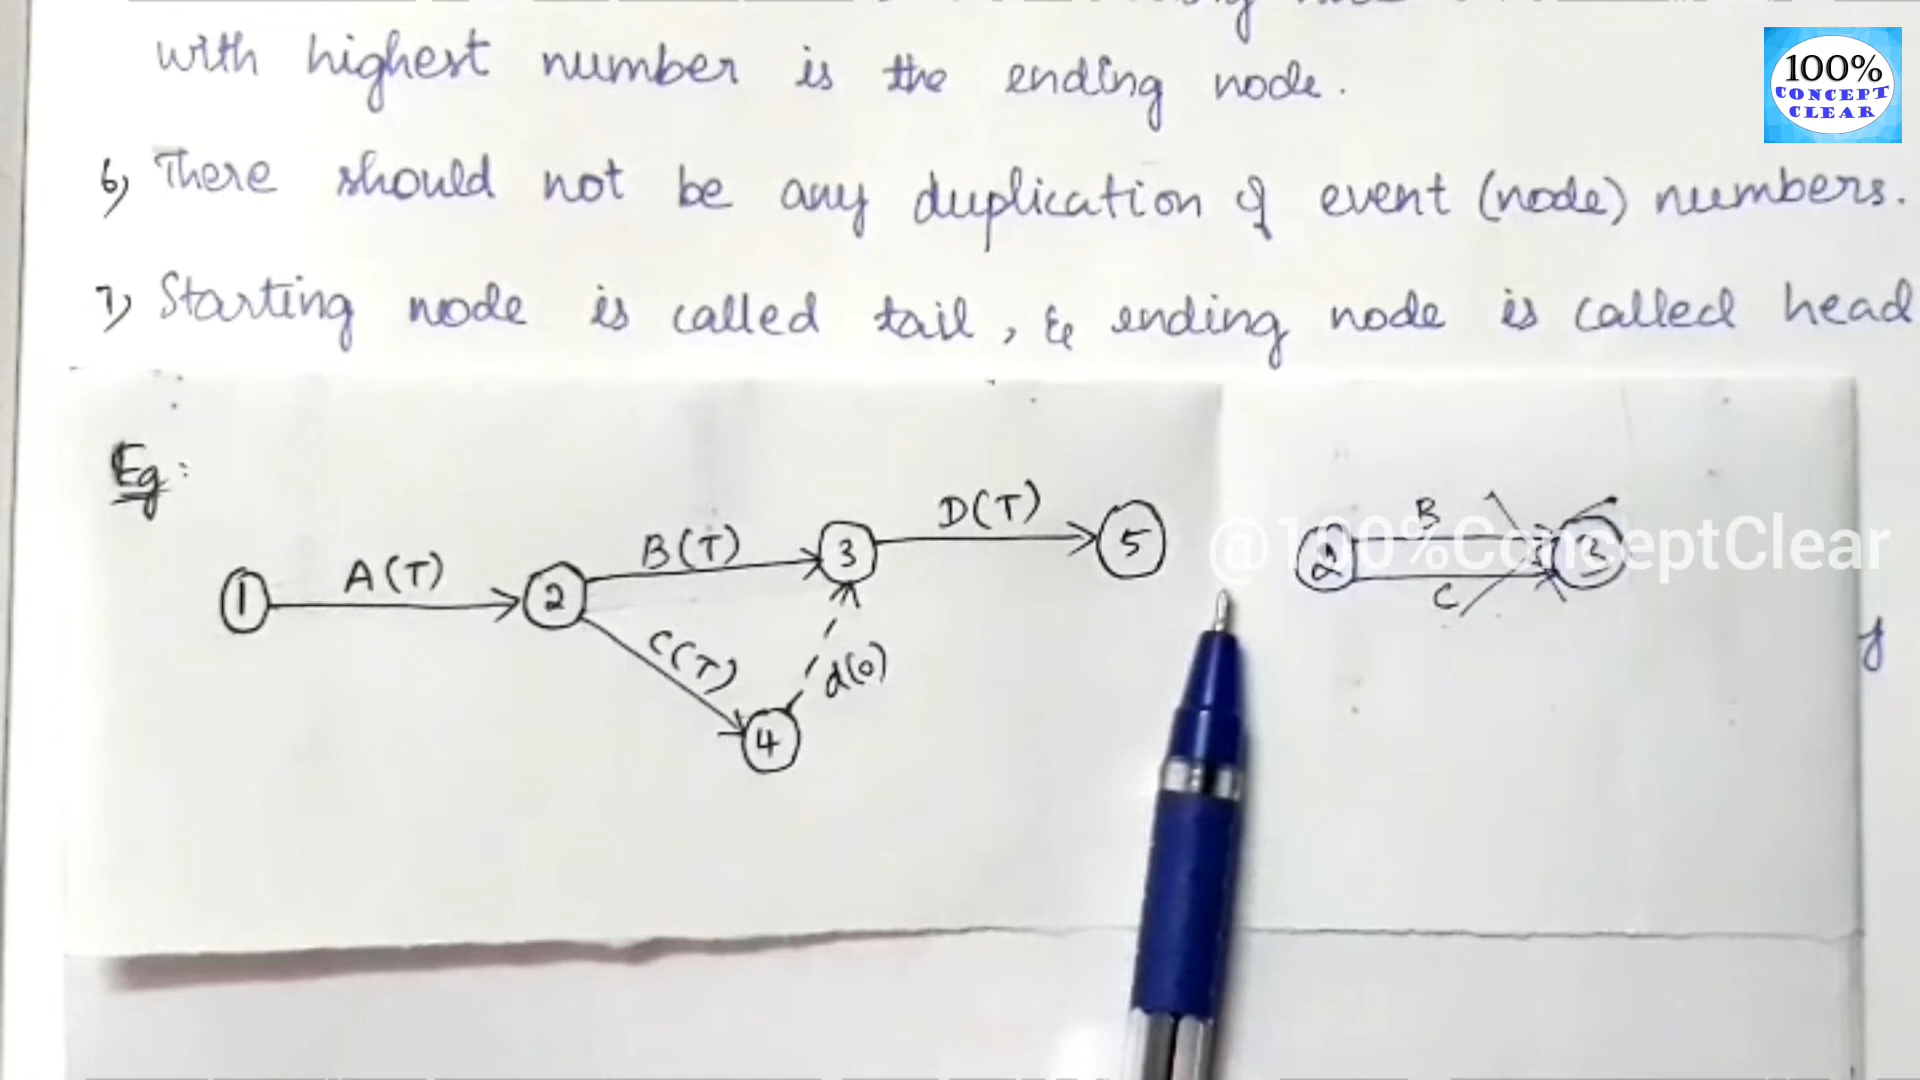 with highest number is the ending node.
6) There should not be any duplication of event (node) numbers.
7) Starting node is called tail, & ending node is called head
Eg:
1 A(T) 2 B(T) 3 D(T) 5
C(T) d(0)
4
2 B 3
C
@100%ConceptClear
100%
CONCEPT
CLEAR